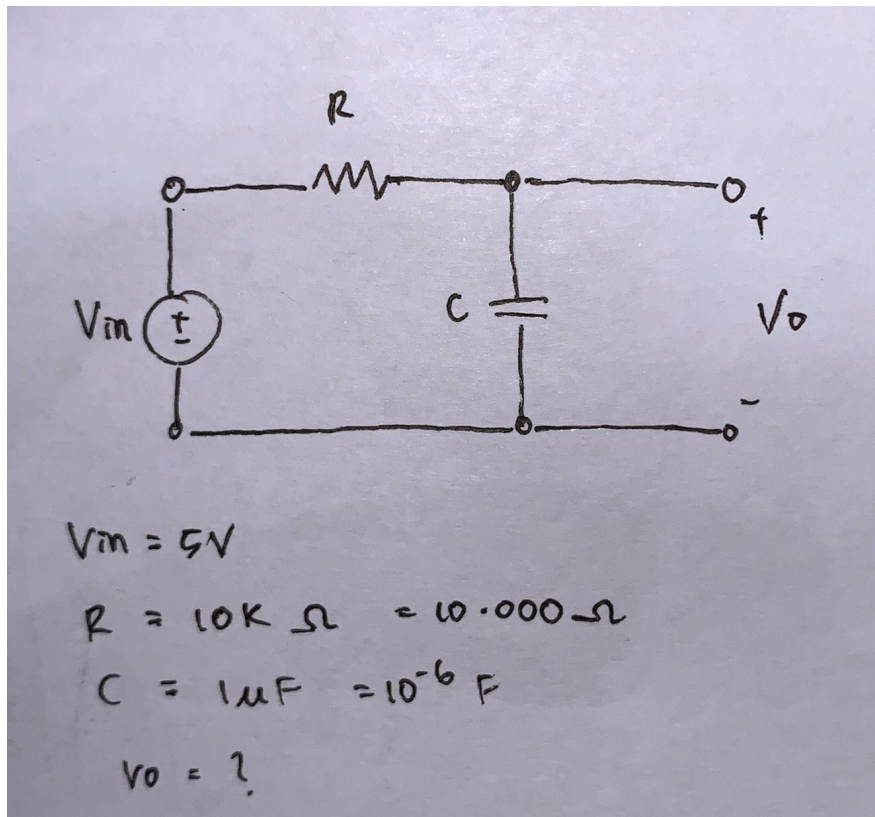 R
Vin
±
C
+
Vo
-
Vin = 5V
R = 10K Ω = 10.000 Ω
C = 1μF = 10⁻⁶ F
Vo = ?